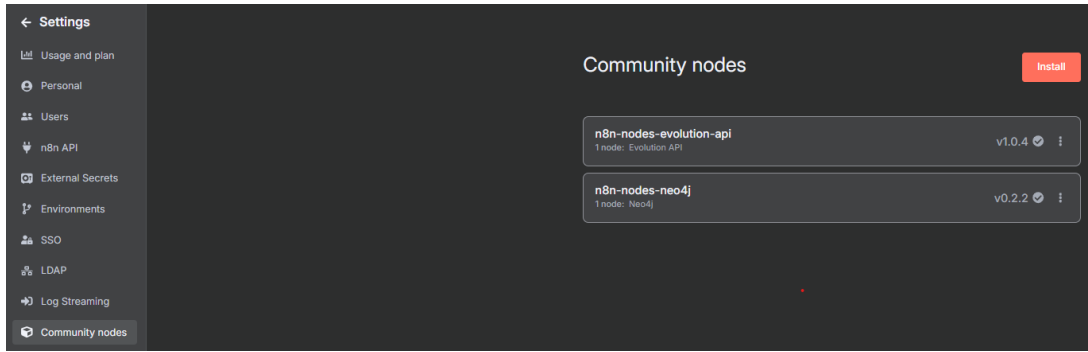 Settings
Usage and plan
Personal
Users
n8n API
External Secrets
Environments
SSO
LDAP
Log Streaming
Community nodes
Community nodes
Install
n8n-nodes-evolution-api
1 node: Evolution API
v1.0.4
n8n-nodes-neo4j
1 node: Neo4j
v0.2.2